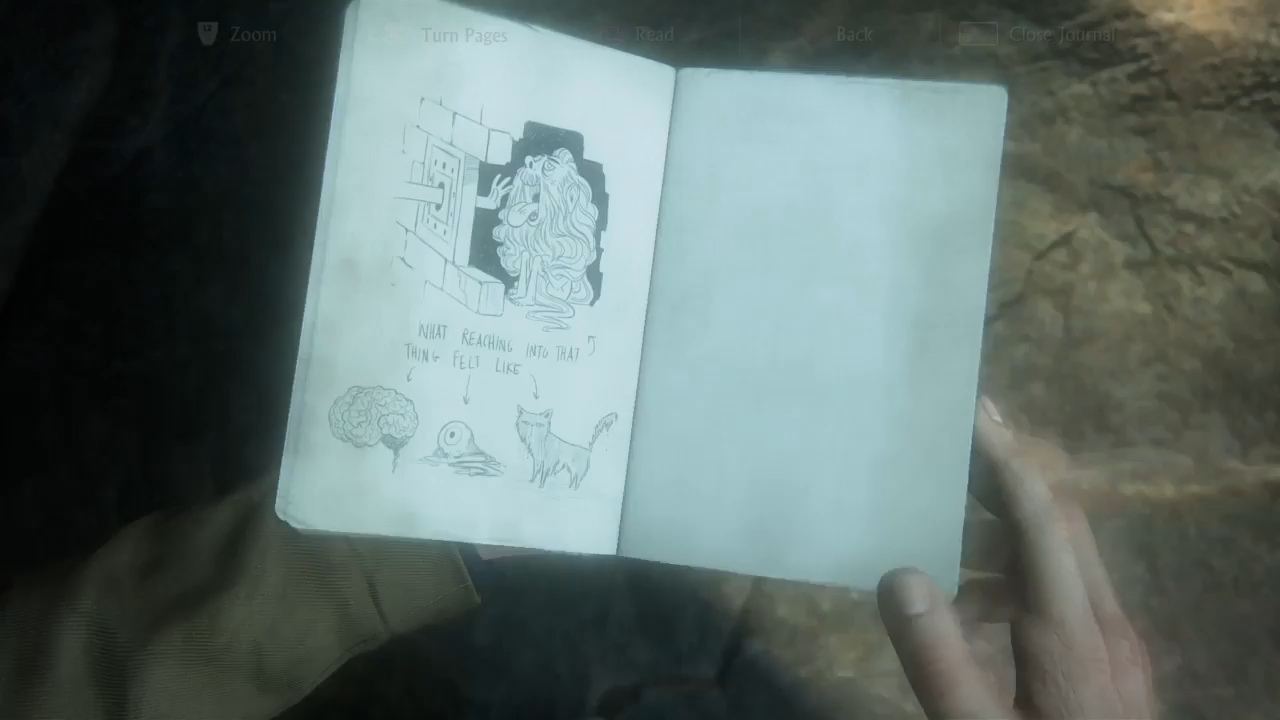 Zoom
Turn Pages
Read
Back
Close Journal
WHAT REACHING INTO THAT
THING FELT LIKE